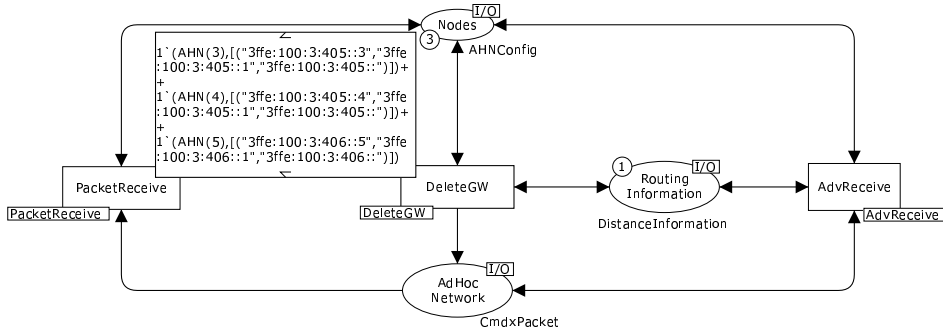 I/O
Nodes
3
AHNConfig
1`(AHN(3),[("3ffe:100:3:405::3","3ffe
:100:3:405::1","3ffe:100:3:405::")])+
+
1`(AHN(4),[("3ffe:100:3:405::4","3ffe
:100:3:405::1","3ffe:100:3:405::")])+
+
1`(AHN(5),[("3ffe:100:3:406::5","3ffe
:100:3:406::1","3ffe:100:3:406::")])
PacketReceive
PacketReceive
DeleteGW
DeleteGW
1
I/O
Routing
Information
DistanceInformation
AdvReceive
AdvReceive
I/O
AdHoc
Network
CmdxPacket